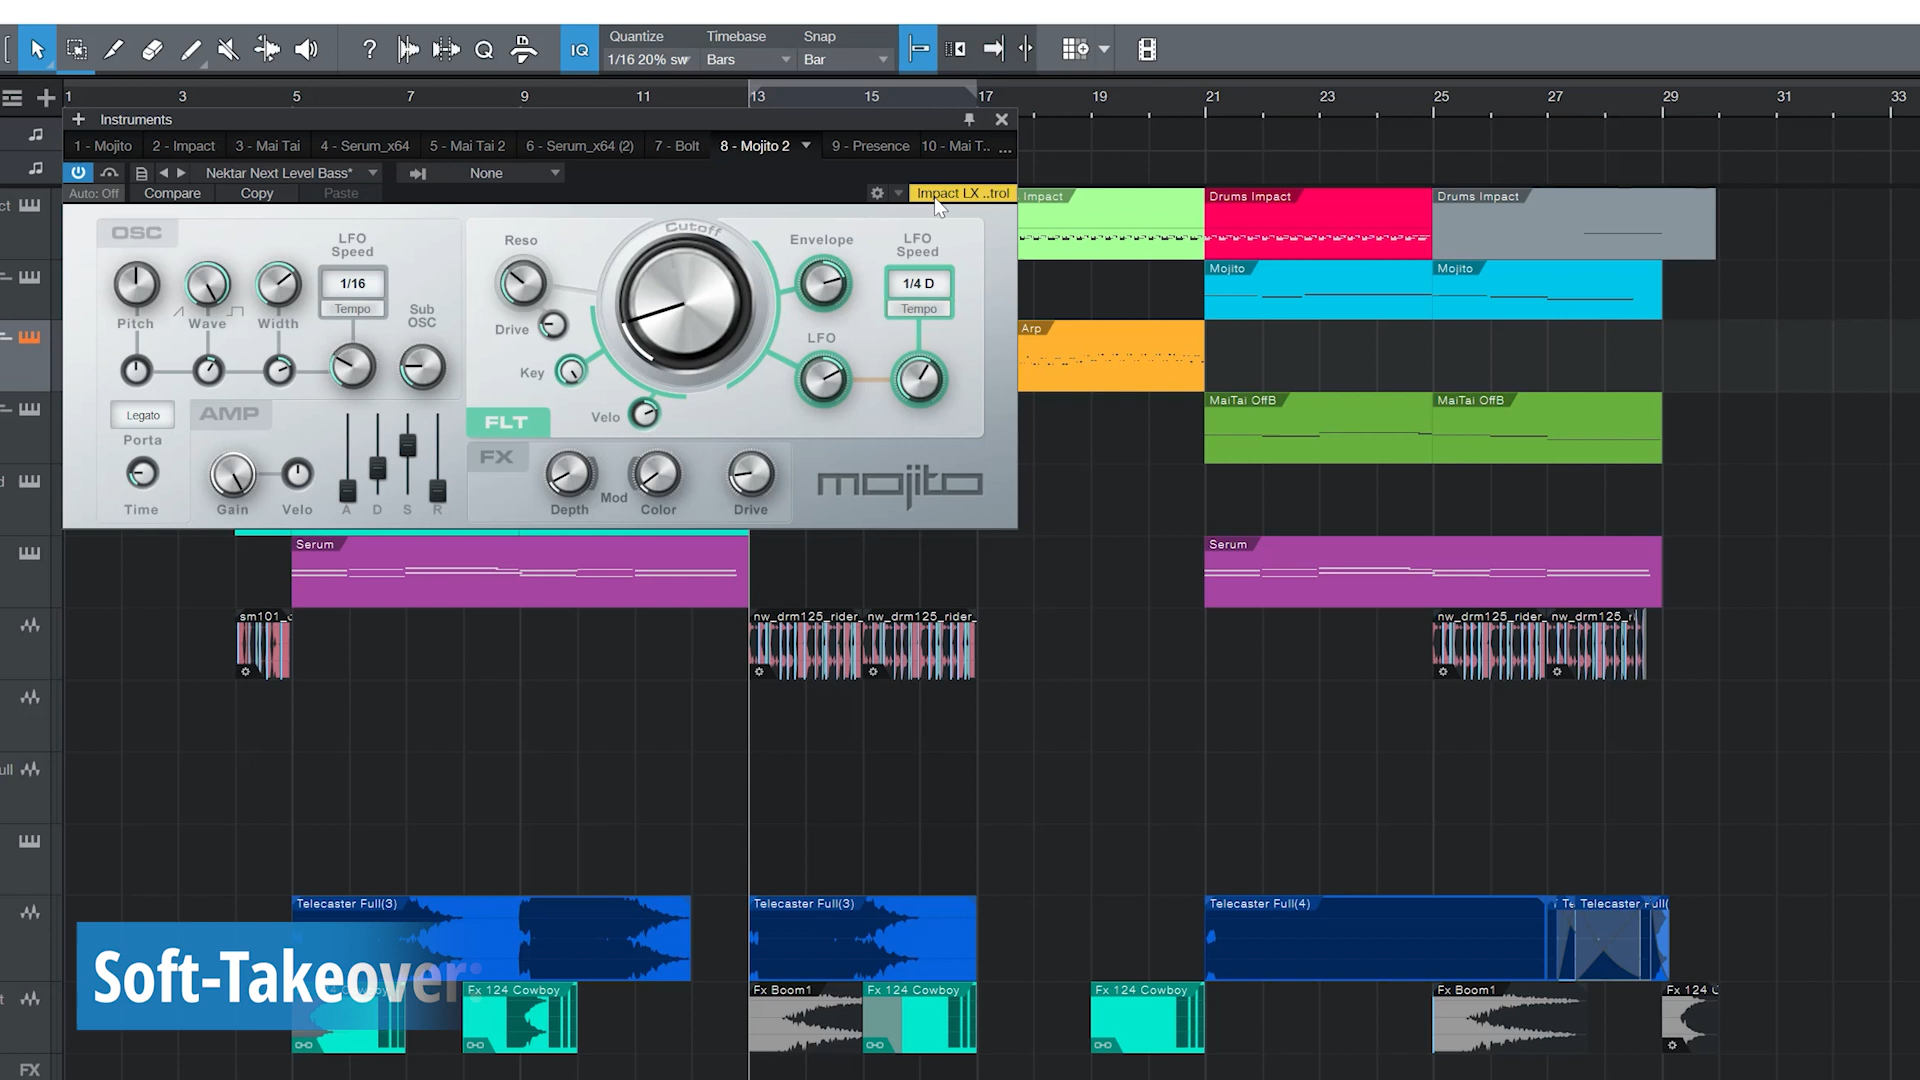 Quantize Timebase Snap
IQ 1/16 20% sw Bars Bar
1 3 5 7 9 11 13 15 17 19 21 23 25 27 29 31 33
Instruments
1 - Mojito 2 - Impact 3 - Mai Tai 4 - Serum_x64 5 - Mai Tai 2 6 - Serum_x64 (2) 7 - Bolt 8 - Mojito 2 9 - Presence 10 - Mai T.. ...
Nektar Next Level Bass* None
Auto: Off Compare Copy Paste Impact LX ..trol
OSC
LFO Speed
1/16
Tempo
Pitch Wave Width
Sub OSC
Legato
Porta
Time
AMP
Gain Velo A D S R
Reso
Cutoff
Envelope
LFO Speed
1/4 D
Tempo
Drive
LFO
Key
Velo
FLT
FX
Depth Mod Color Drive
mojito
ct
Impact Drums Impact Drums Impact
Mojito Mojito
Arp
MaiTai OffB MaiTai OffB
d
Serum Serum
sm101_ nw_drm125_rider_ nw_drm125_rider_ nw_drm125_rider_ nw_drm125_ri
ull
Telecaster Full(3) Telecaster Full(3) Telecaster Full(4) Te Telecaster Full(
Soft-Takeover:
t
Fx 124 Cowboy Fx Boom1 Fx 124 Cowboy Fx 124 Cowboy Fx Boom1 Fx 124
FX